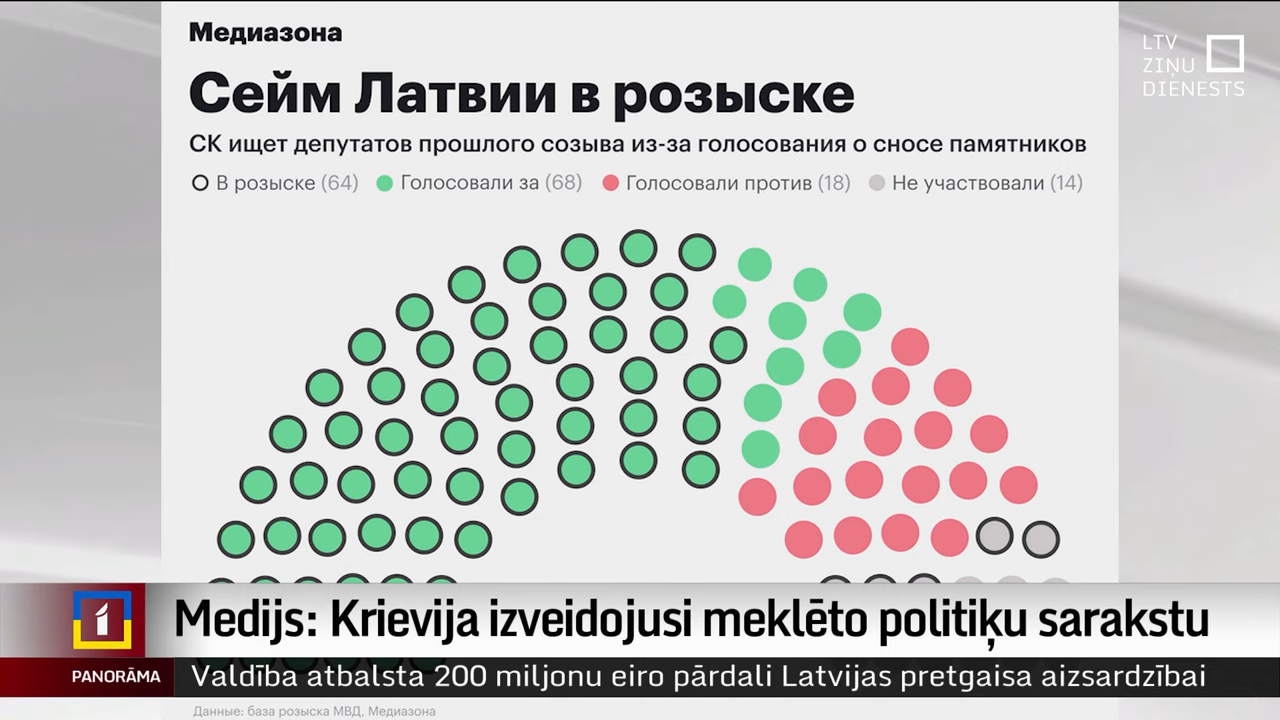 Медиазона
Сейм Латвии в розыске
СК ищет депутатов прошлого созыва из-за голосования о сносе памятников
В розыске (64) Голосовали за (68) Голосовали против (18) Не участвовали (14)
LTV
ZIŅU
DIENESTS
1
Medijs: Krievija izveidojusi meklēto politiķu sarakstu
PANORĀMA
Valdība atbalsta 200 miljonu eiro pārdali Latvijas pretgaisa aizsardzībai
Данные: база розыска МВД, Медиазона